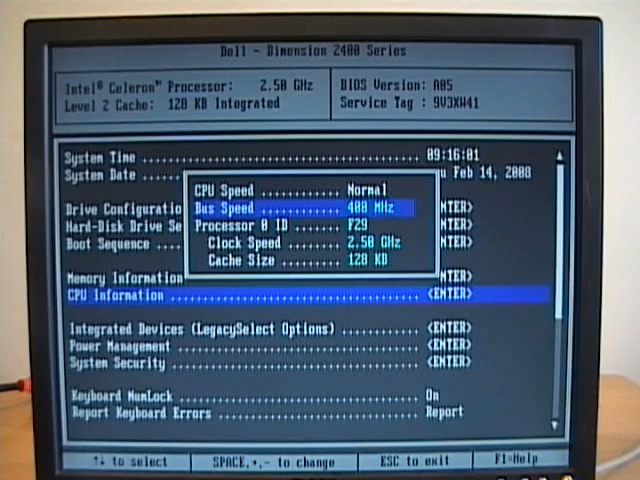 Dell - Dimension 2400 Series
Intel® Celeron™ Processor: 2.50 GHz
Level 2 Cache: 128 KB Integrated
BIOS Version: A05
Service Tag : 9V3XW41
System Time ................................ 09:16:01
System Date ..... u Feb 14, 2008
CPU Speed ............ Normal
Bus Speed ............ 400 MHz
Processor 0 ID ....... F29
Clock Speed ........ 2.50 GHz
Cache Size ......... 128 KB
Drive Configuratio NTER>
Hard-Disk Drive Se NTER>
Boot Sequence .... NTER>
Memory Information NTER>
CPU Information ................................ <ENTER>
Integrated Devices (LegacySelect Options) ......... <ENTER>
Power Management ................................ <ENTER>
System Security ................................ <ENTER>
Keyboard NumLock ................................ On
Report Keyboard Errors .......................... Report
↑↓ to select
SPACE,+,- to change
ESC to exit
F1=Help